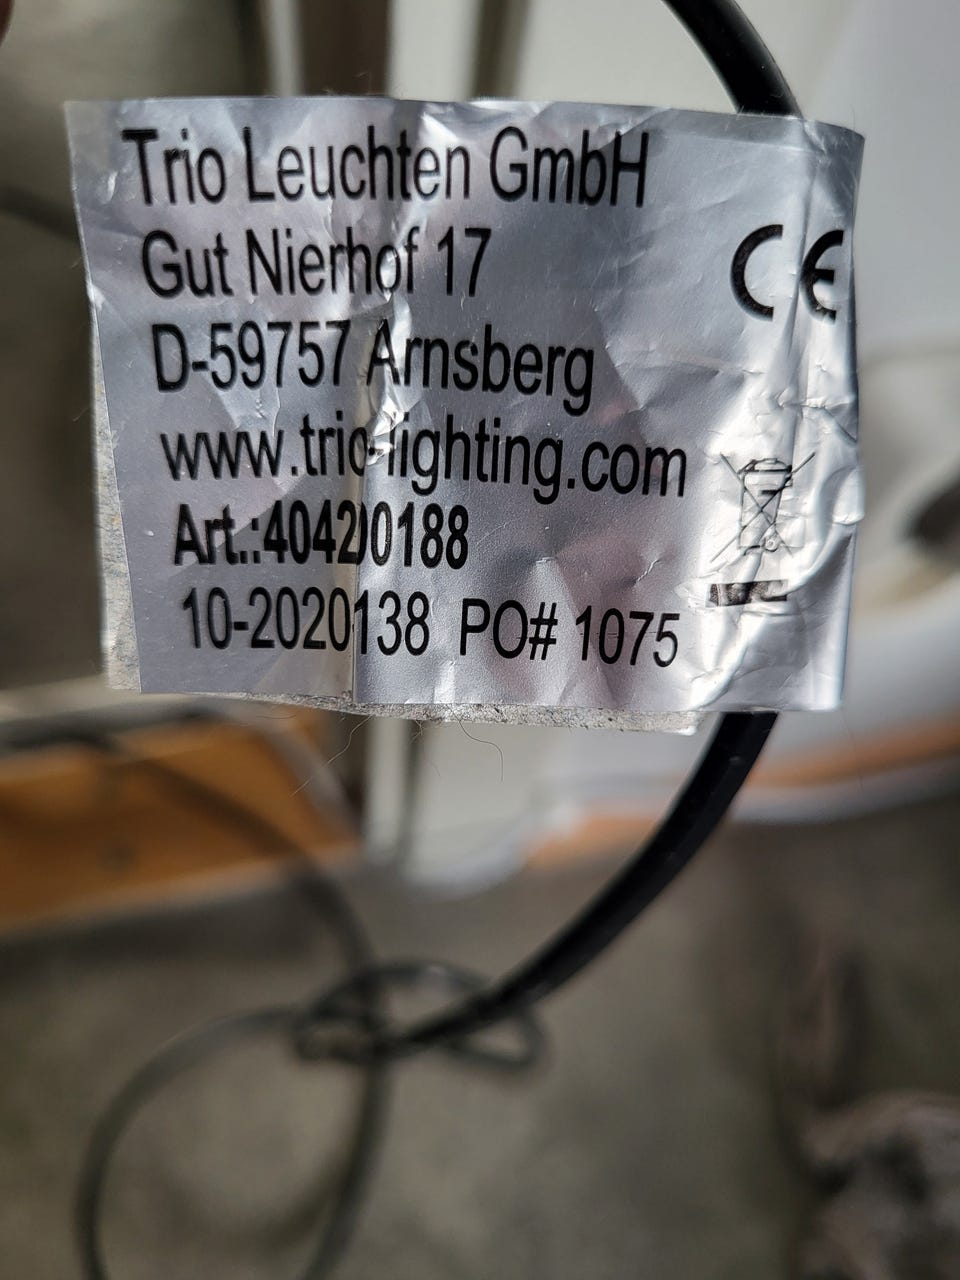 Trio Leuchten GmbH
Gut Nierhof 17
D-59757 Arnsberg
www.trio-lighting.com
Art.:40420188
10-2020138 PO# 1075
CE